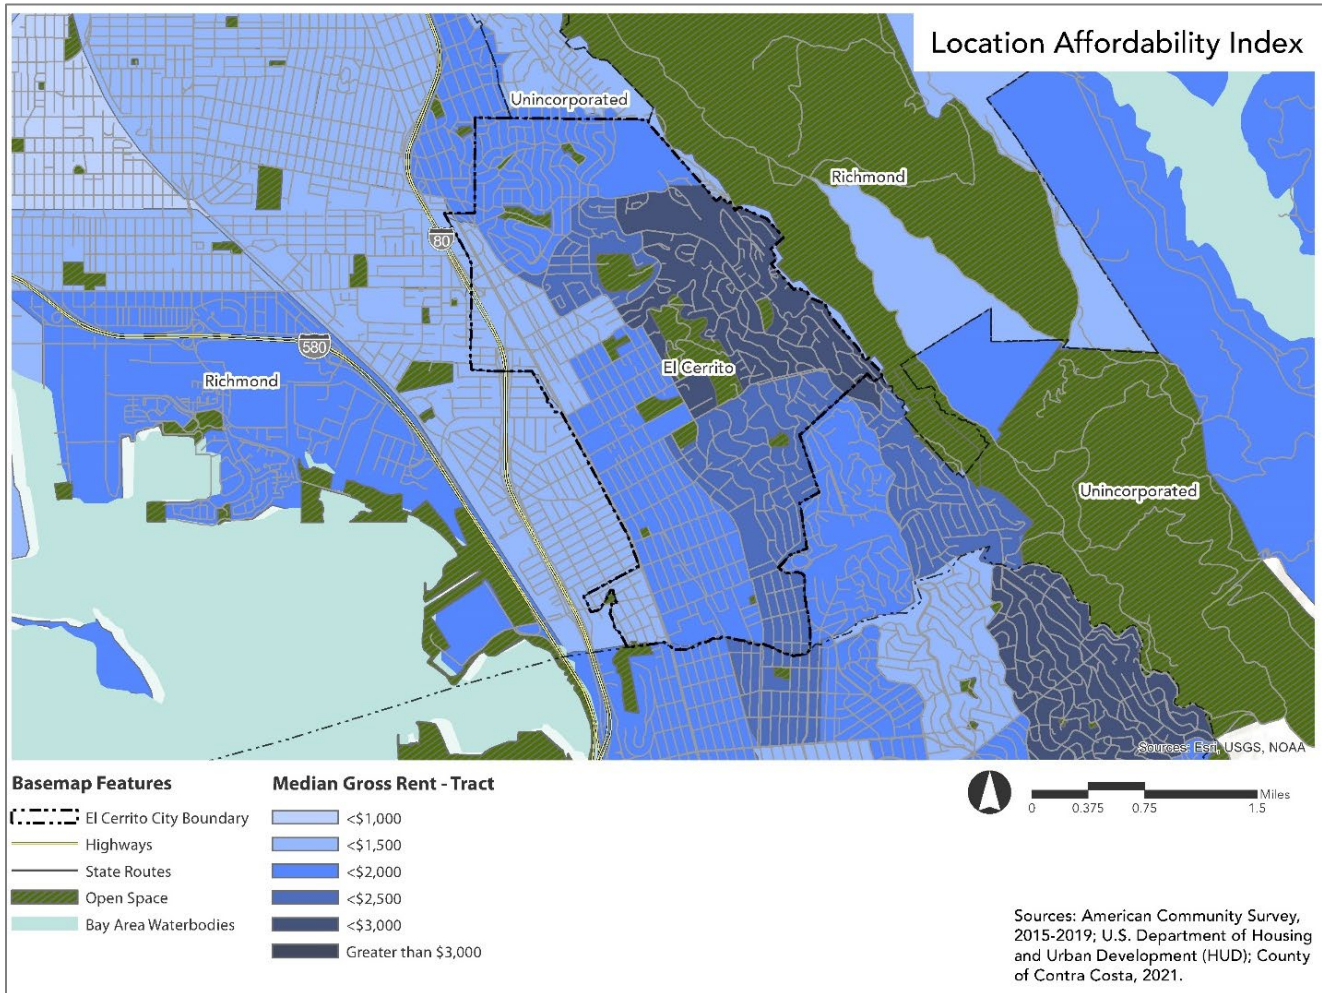 Location Affordability Index
Unincorporated
Richmond
80
580
Richmond
El Cerrito
Unincorporated
Sources: Esri, USGS, NOAA
Basemap Features
El Cerrito City Boundary
Highways
State Routes
Open Space
Bay Area Waterbodies
Median Gross Rent - Tract
<$1,000
<$1,500
<$2,000
<$2,500
<$3,000
Greater than $3,000
Miles
0 0.375 0.75 1.5
Sources: American Community Survey,
2015-2019; U.S. Department of Housing
and Urban Development (HUD); County
of Contra Costa, 2021.